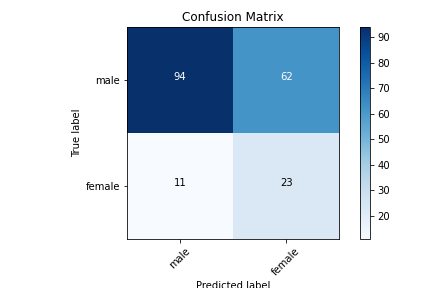 Confusion Matrix
True label
male
94
62
female
11
23
male
female
Predicted label
90
80
70
60
50
40
30
20